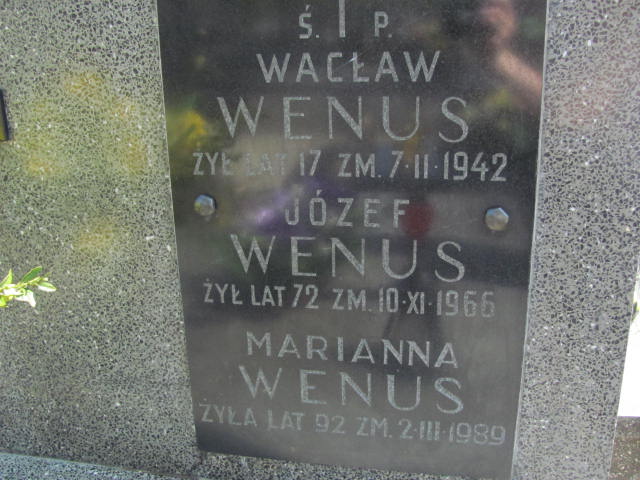 Ś. P.
WACŁAW
WENUS
ŻYŁ LAT 17 ZM. 7·II·1942
JÓZEF
WENUS
ŻYŁ LAT 72 ZM. 10·XI·1966
MARIANNA
WENUS
ŻYŁA LAT 92 ZM. 2·III·1989